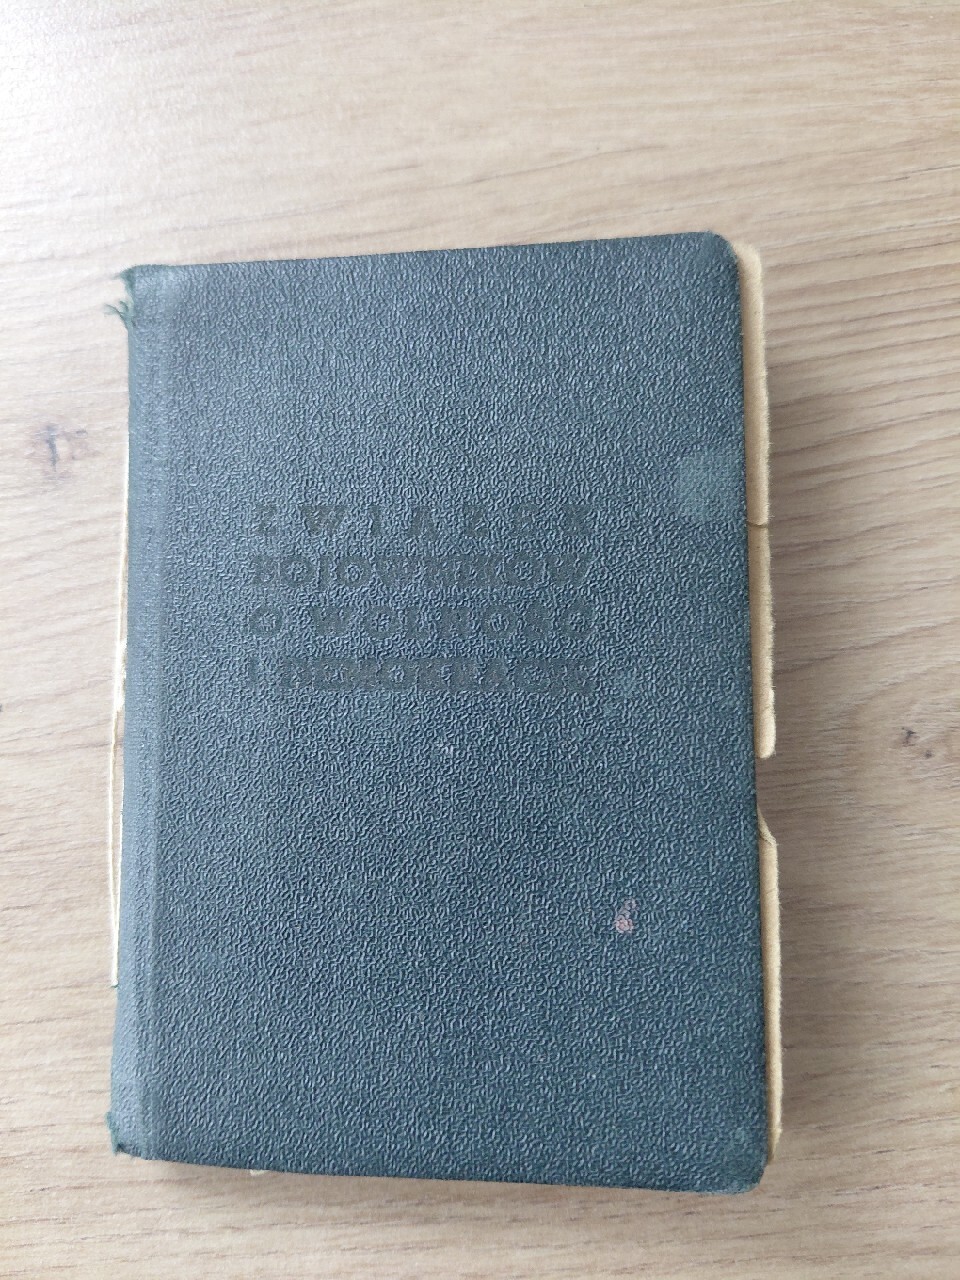 ZWIĄZEK
BOJOWNIKÓW
O WOLNOŚĆ
I DEMOKRACJĘ